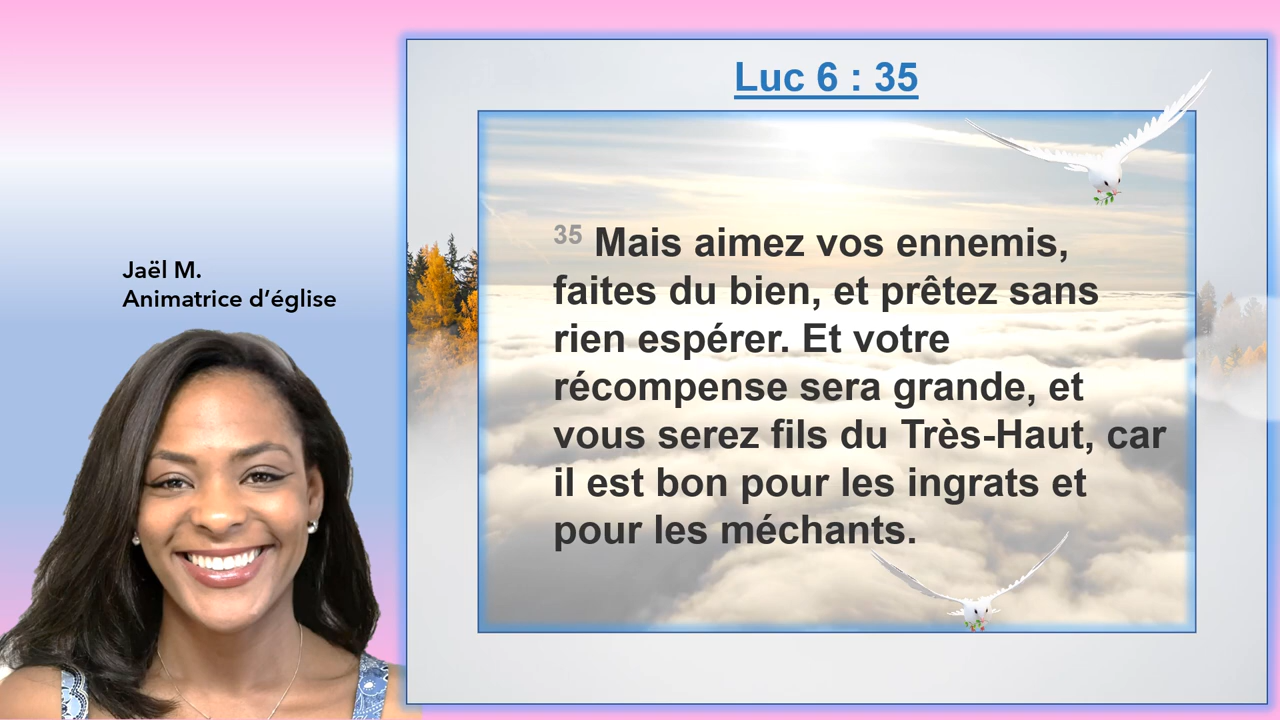 Luc 6 : 35
Jaël M.
Animatrice d’église
35 Mais aimez vos ennemis,
faites du bien, et prêtez sans
rien espérer. Et votre
récompense sera grande, et
vous serez fils du Très-Haut, car
il est bon pour les ingrats et
pour les méchants.